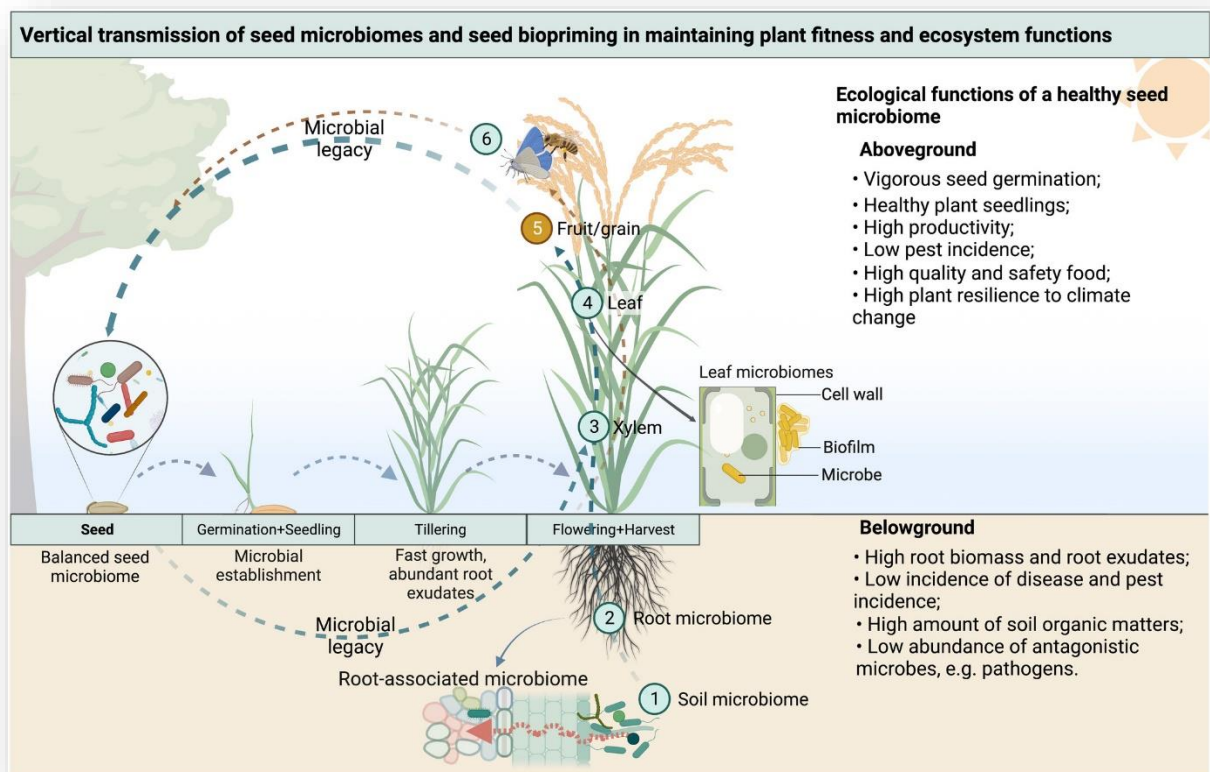 Vertical transmission of seed microbiomes and seed biopriming in maintaining plant fitness and ecosystem functions
Ecological functions of a healthy seed
microbiome
Aboveground
• Vigorous seed germination;
• Healthy plant seedlings;
• High productivity;
• Low pest incidence;
• High quality and safety food;
• High plant resilience to climate
change
Microbial
legacy
6
5
Fruit/grain
4
Leaf
3
Xylem
Leaf microbiomes
Cell wall
Biofilm
Microbe
Seed
Germination+Seedling
Tillering
Flowering+Harvest
Balanced seed
microbiome
Microbial
establishment
Fast growth,
abundant root
exudates
Microbial
legacy
2
Root microbiome
Root-associated microbiome
1
Soil microbiome
Belowground
• High root biomass and root exudates;
• Low incidence of disease and pest
incidence;
• High amount of soil organic matters;
• Low abundance of antagonistic
microbes, e.g. pathogens.